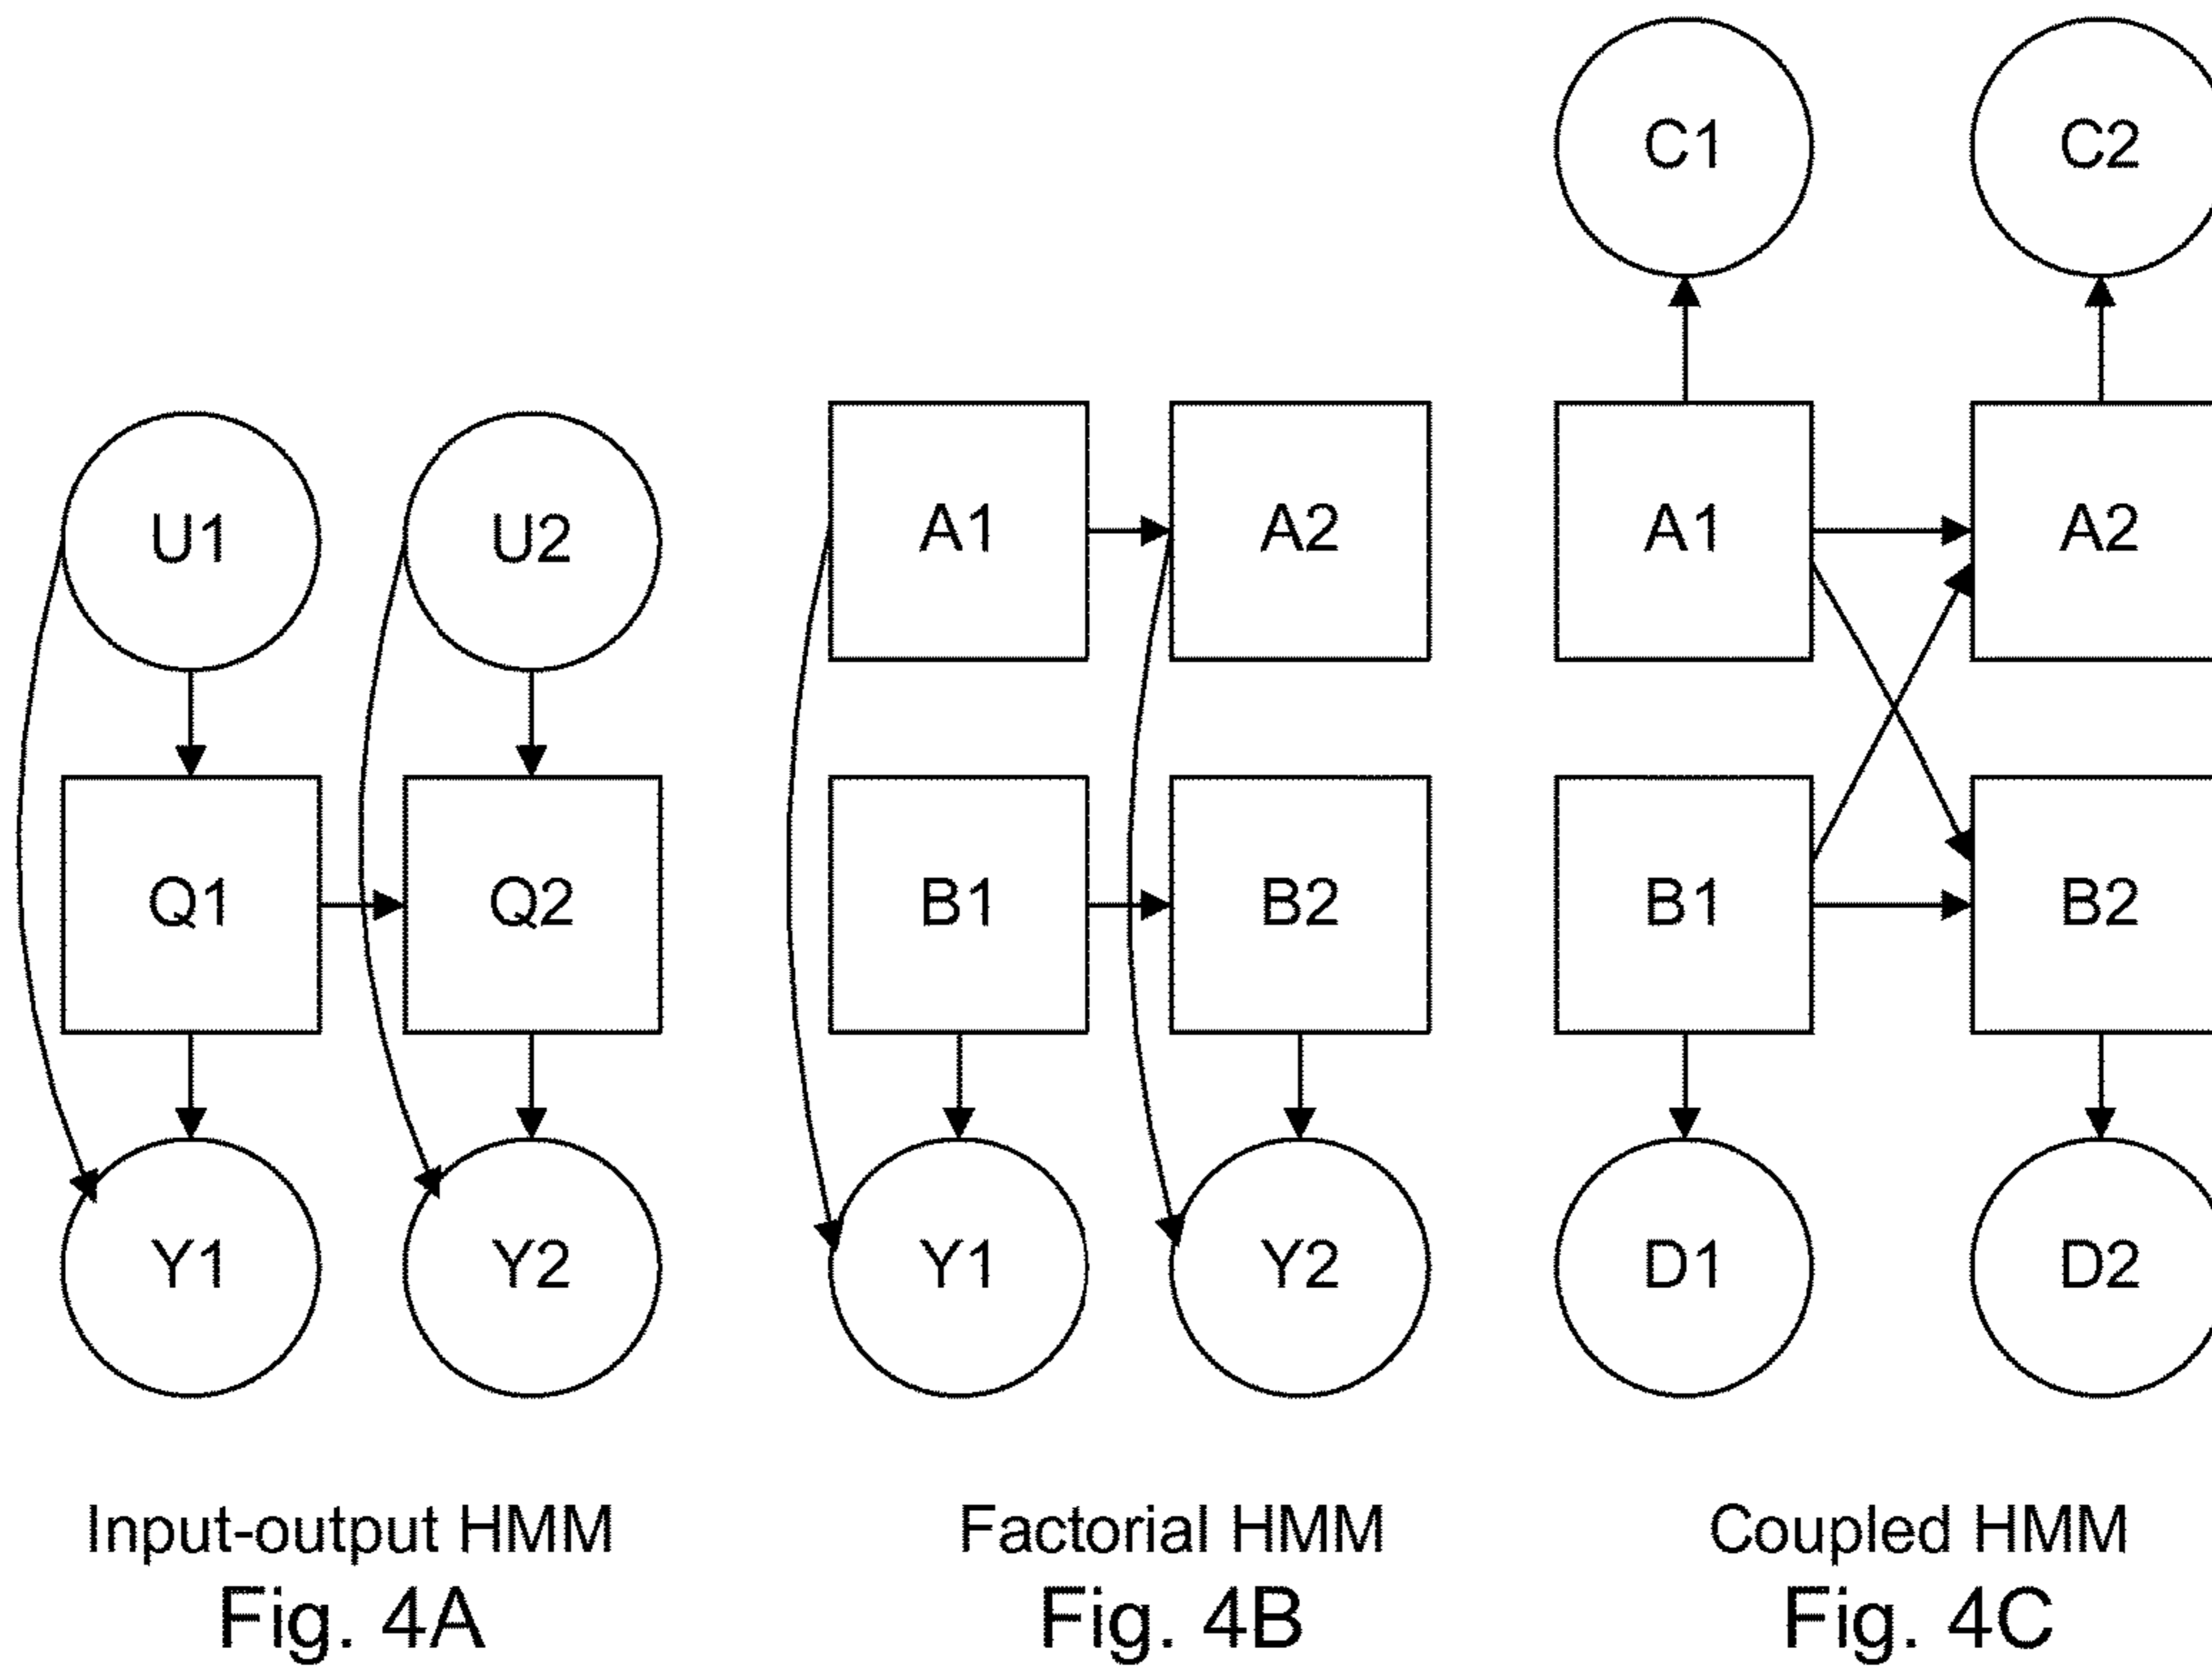 C1
C2
U1
U2
A1
A2
A1
A2
Q1
Q2
B1
B2
B1
B2
Y1
Y2
Y1
Y2
D1
D2
Input-output HMM
Fig. 4A
Factorial HMM
Fig. 4B
Coupled HMM
Fig. 4C